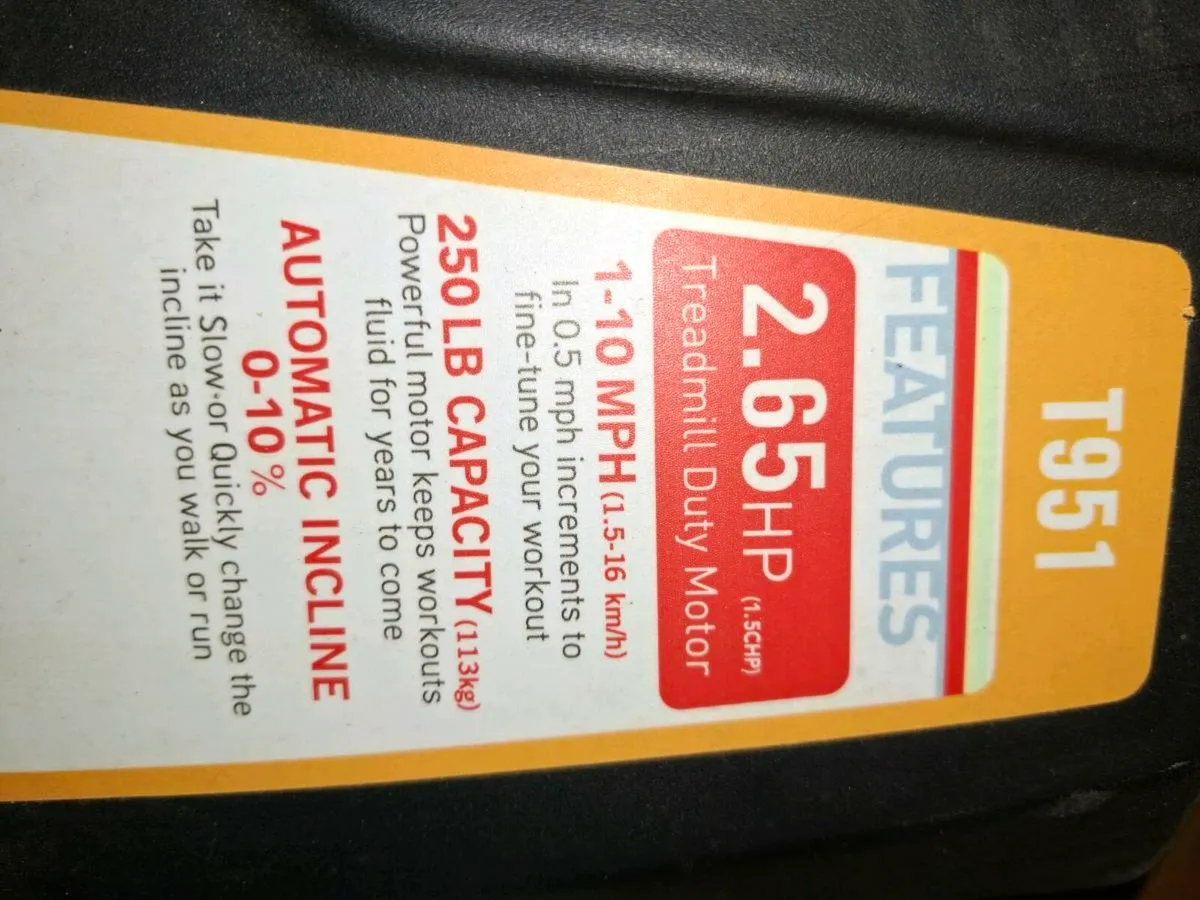 T951
FEATURES
2.65HP (1.5CHP)
Treadmill Duty Motor
1-10 MPH (1.5-16 km/h)
In 0.5 mph increments to
fine-tune your workout
250 LB CAPACITY (113kg)
Powerful motor keeps workouts
fluid for years to come
AUTOMATIC INCLINE
0-10%
Take it Slow or Quickly change the
incline as you walk or run